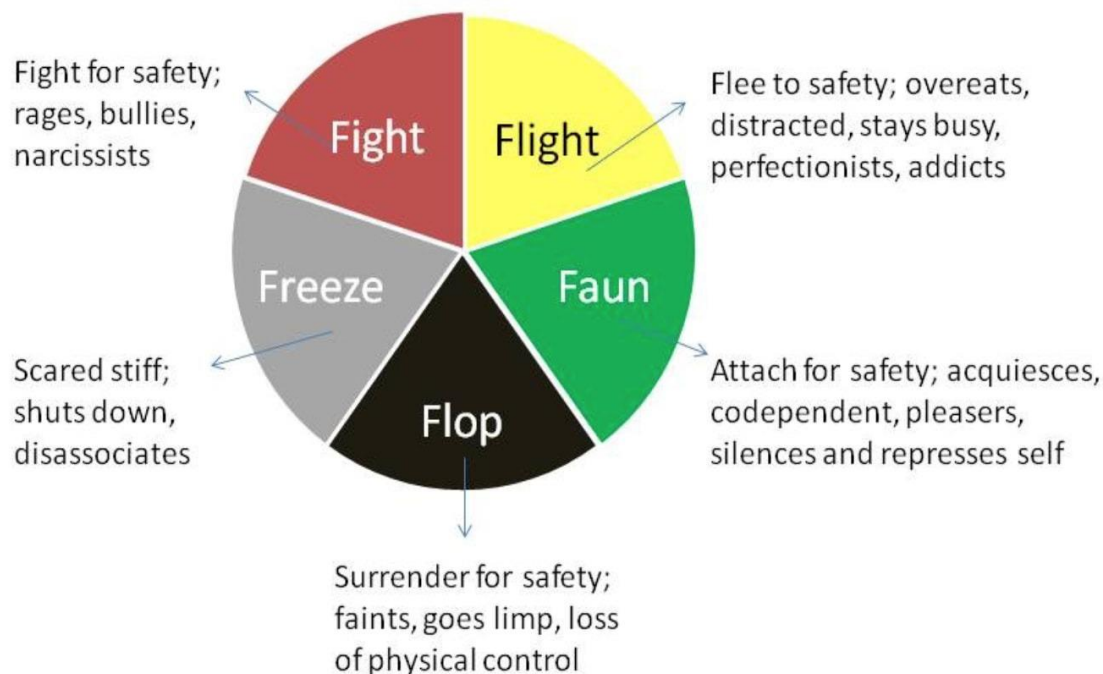 Fight for safety;
rages, bullies,
narcissists
Fight
Flight
Flee to safety; overeats,
distracted, stays busy,
perfectionists, addicts
Freeze
Faun
Scared stiff;
shuts down,
disassociates
Flop
Attach for safety; acquiesces,
codependent, pleasers,
silences and represses self
Surrender for safety;
faints, goes limp, loss
of physical control